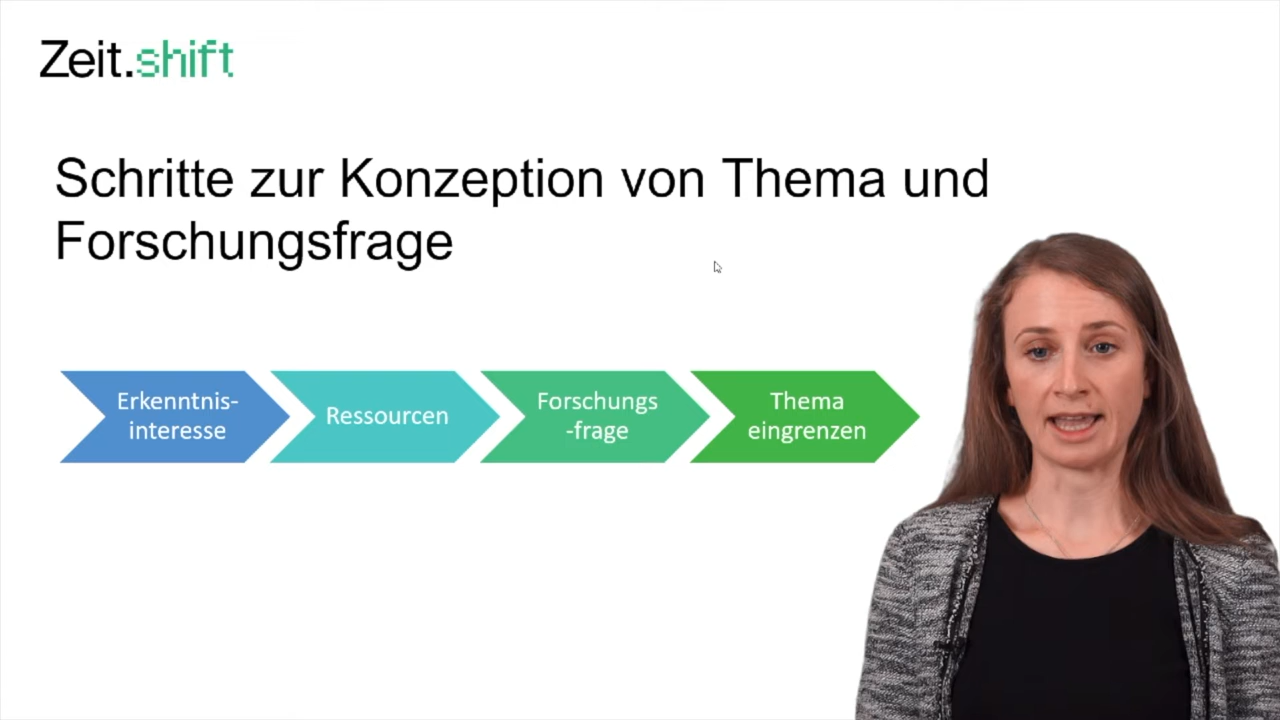 Zeit.shift
Schritte zur Konzeption von Thema und
Forschungsfrage
Erkenntnis-
interesse
Ressourcen
Forschungs
-frage
Thema
eingrenzen